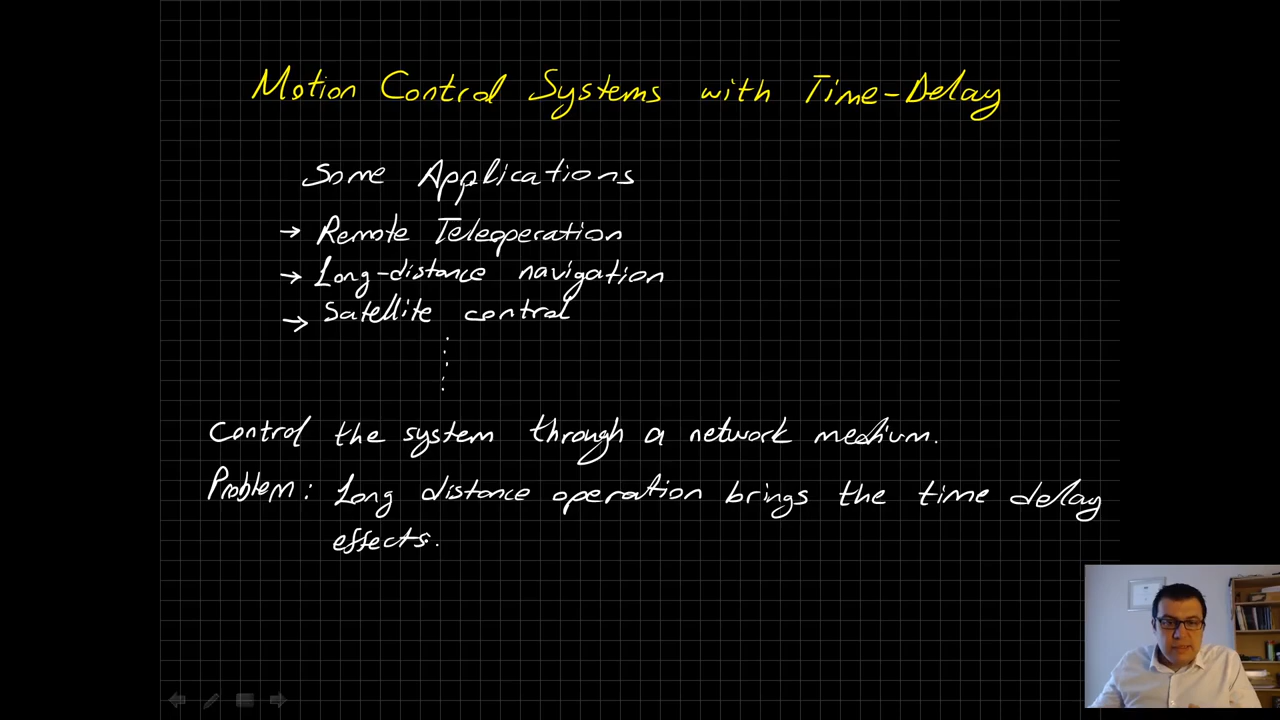 Motion Control Systems with Time-Delay
Some Applications
→ Remote Teleoperation
→ Long-distance navigation
→ Satellite control
Control the system through a network medium.
Problem: Long distance operation brings the time delay
effects.